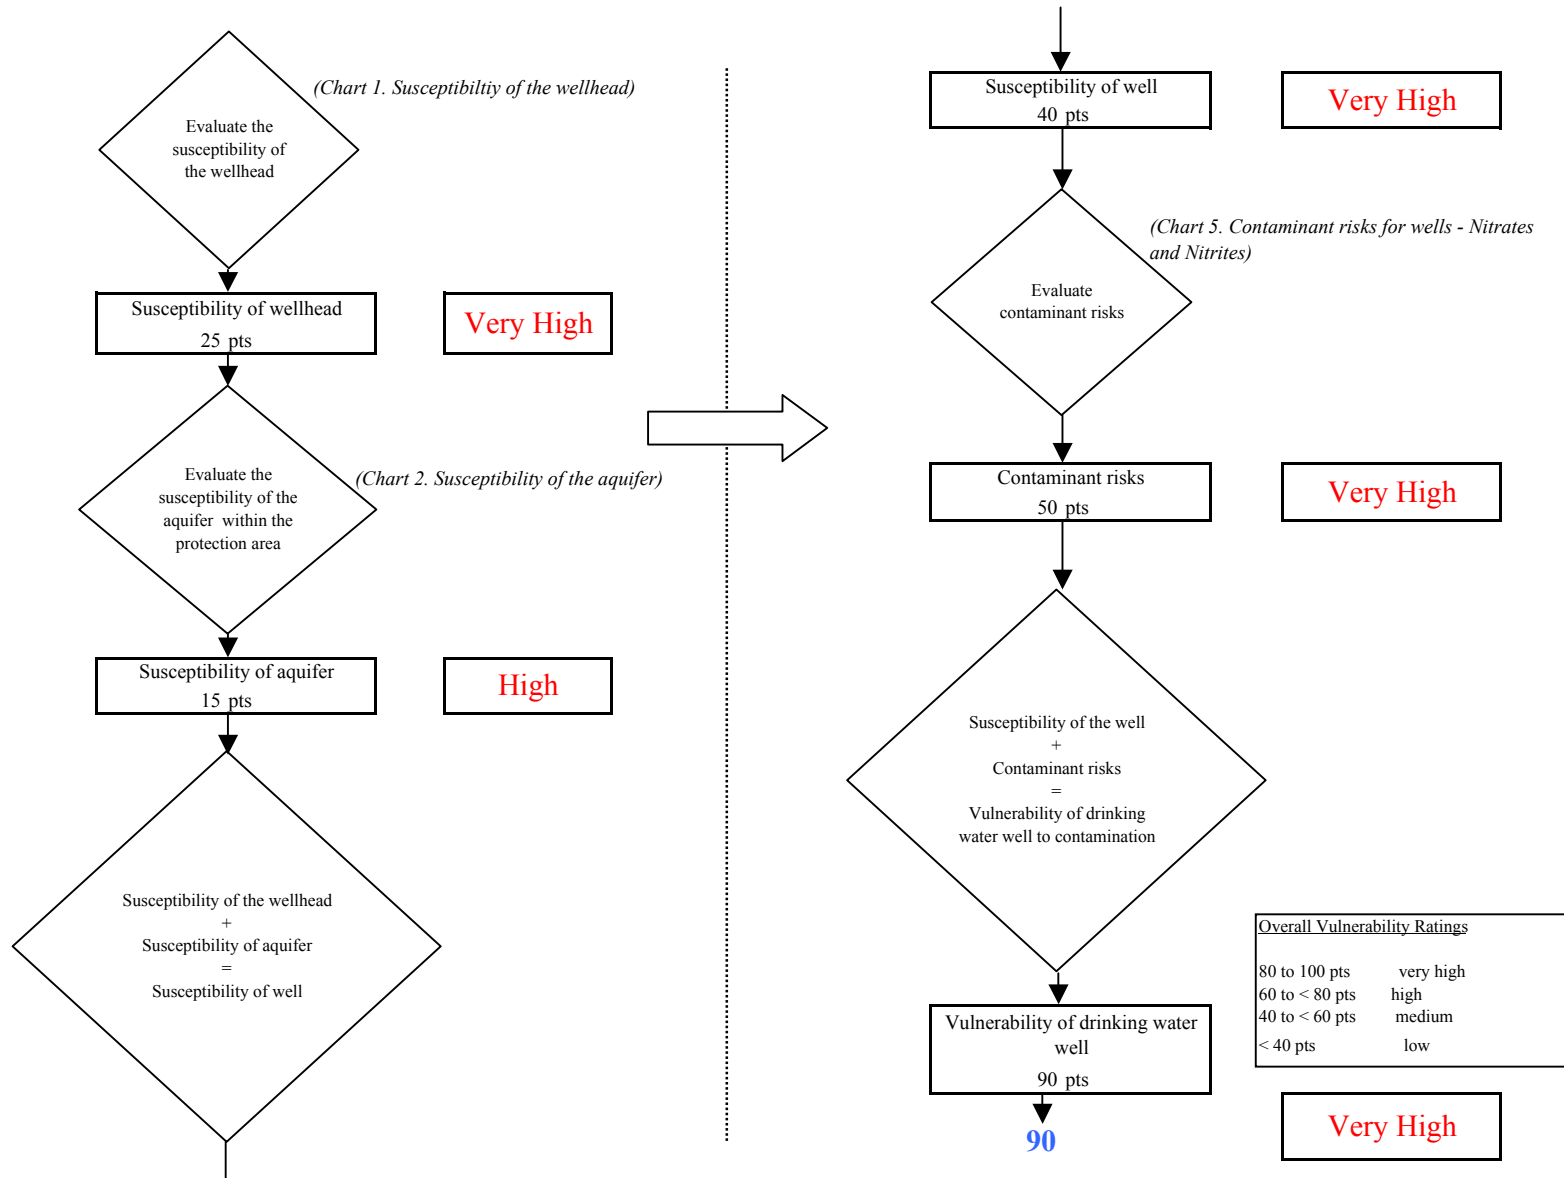 (Chart 1. Susceptibiltiy of the wellhead)
Evaluate the
susceptibility of
the wellhead
Susceptibility of wellhead
25 pts
Very High
Evaluate the
susceptibility of the
aquifer within the
protection area
(Chart 2. Susceptibility of the aquifer)
Susceptibility of aquifer
15 pts
High
Susceptibility of the wellhead
+
Susceptibility of aquifer
=
Susceptibility of well
Susceptibility of well
40 pts
Very High
(Chart 5. Contaminant risks for wells - Nitrates
and Nitrites)
Evaluate
contaminant risks
Contaminant risks
50 pts
Very High
Susceptibility of the well
+
Contaminant risks
=
Vulnerability of drinking
water well to contamination
Overall Vulnerability Ratings
80 to 100 pts very high
60 to < 80 pts high
40 to < 60 pts medium
< 40 pts low
Vulnerability of drinking water
well
90 pts
90
Very High